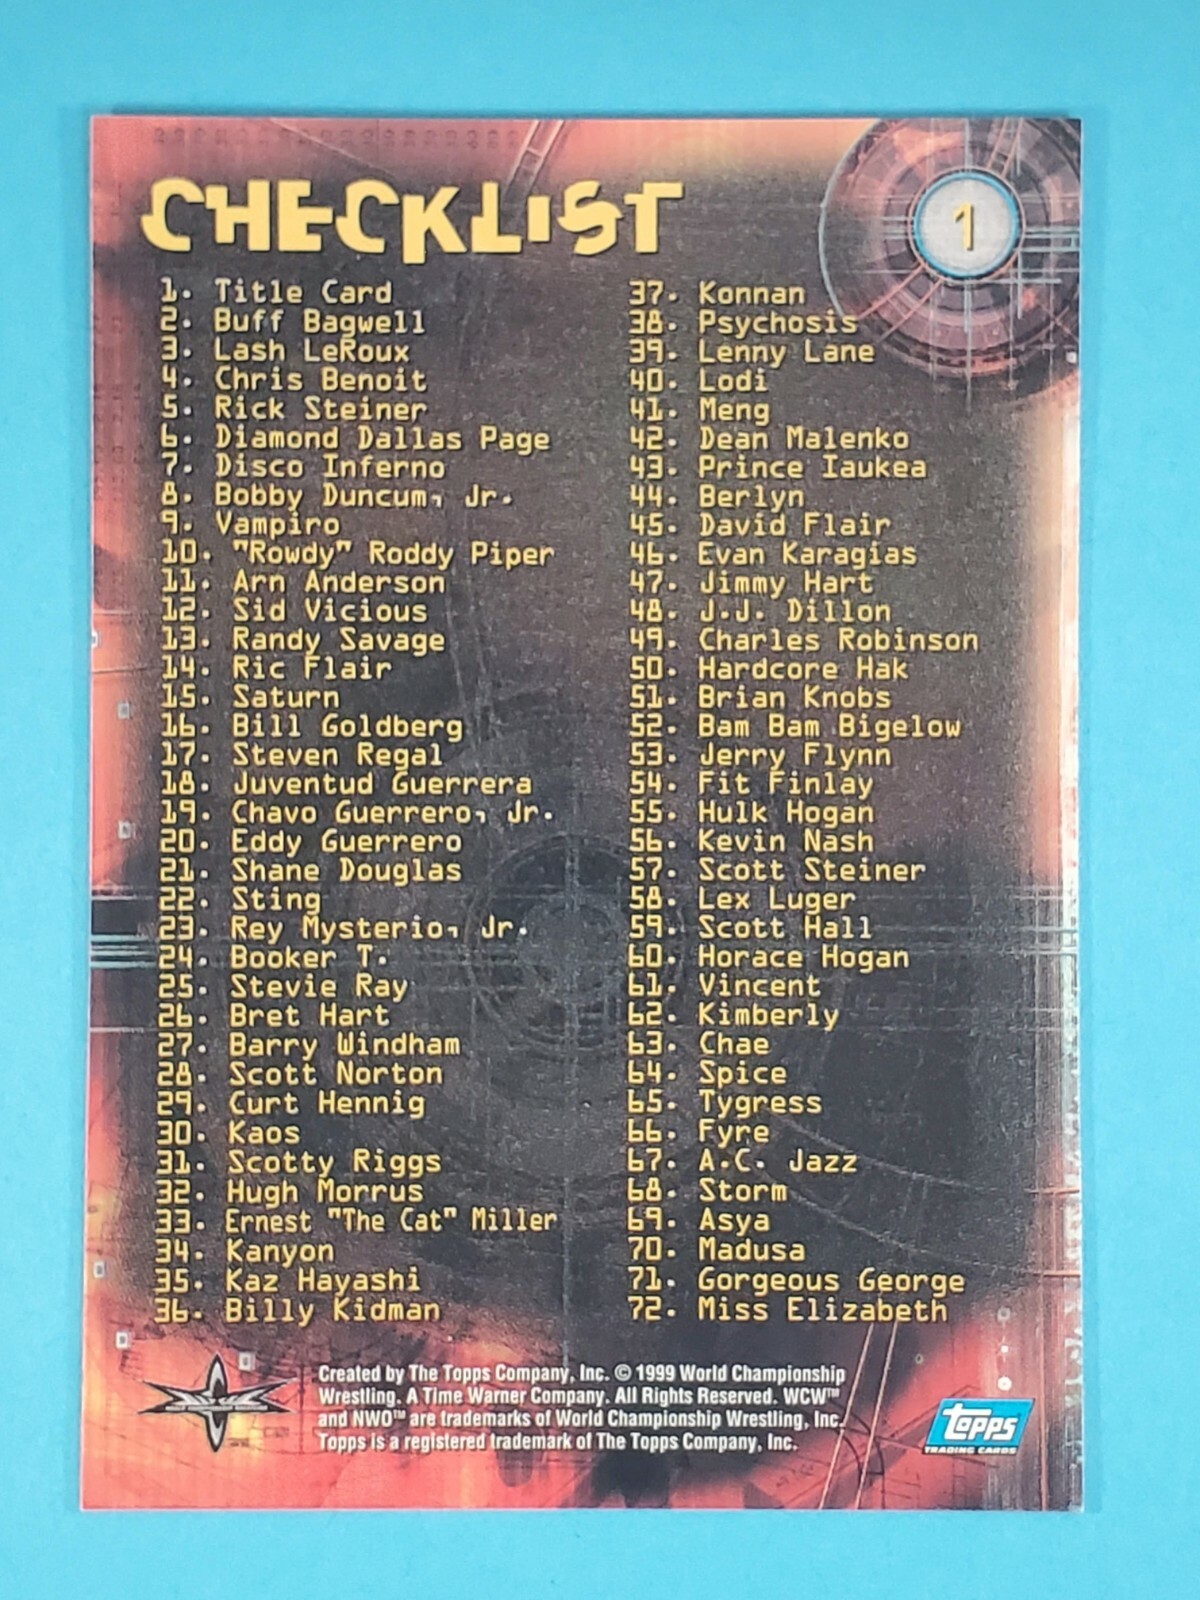 CHECKLIST
1
1. Title Card
2. Buff Bagwell
3. Lash LeRoux
4. Chris Benoit
5. Rick Steiner
6. Diamond Dallas Page
7. Disco Inferno
8. Bobby Duncum, Jr.
9. Vampiro
10. "Rowdy" Roddy Piper
11. Arn Anderson
12. Sid Vicious
13. Randy Savage
14. Ric Flair
15. Saturn
16. Bill Goldberg
17. Steven Regal
18. Juventud Guerrera
19. Chavo Guerrero, Jr.
20. Eddy Guerrero
21. Shane Douglas
22. Sting
23. Rey Mysterio, Jr.
24. Booker T.
25. Stevie Ray
26. Bret Hart
27. Barry Windham
28. Scott Norton
29. Curt Hennig
30. Kaos
31. Scotty Riggs
32. Hugh Morrus
33. Ernest "The Cat" Miller
34. Kanyon
35. Kaz Hayashi
36. Billy Kidman
37. Konnan
38. Psychosis
39. Lenny Lane
40. Lodi
41. Meng
42. Dean Malenko
43. Prince Iaukea
44. Berlyn
45. David Flair
46. Evan Karagias
47. Jimmy Hart
48. J.J. Dillon
49. Charles Robinson
50. Hardcore Hak
51. Brian Knobs
52. Bam Bam Bigelow
53. Jerry Flynn
54. Fit Finlay
55. Hulk Hogan
56. Kevin Nash
57. Scott Steiner
58. Lex Luger
59. Scott Hall
60. Horace Hogan
61. Vincent
62. Kimberly
63. Chae
64. Spice
65. Tygress
66. Fyre
67. A.C. Jazz
68. Storm
69. Asya
70. Madusa
71. Gorgeous George
72. Miss Elizabeth
Created by The Topps Company, Inc. © 1999 World Championship
Wrestling. A Time Warner Company. All Rights Reserved. WCW™
and NWO™ are trademarks of World Championship Wrestling, Inc.
Topps is a registered trademark of The Topps Company, Inc.
Topps
TRADING CARDS